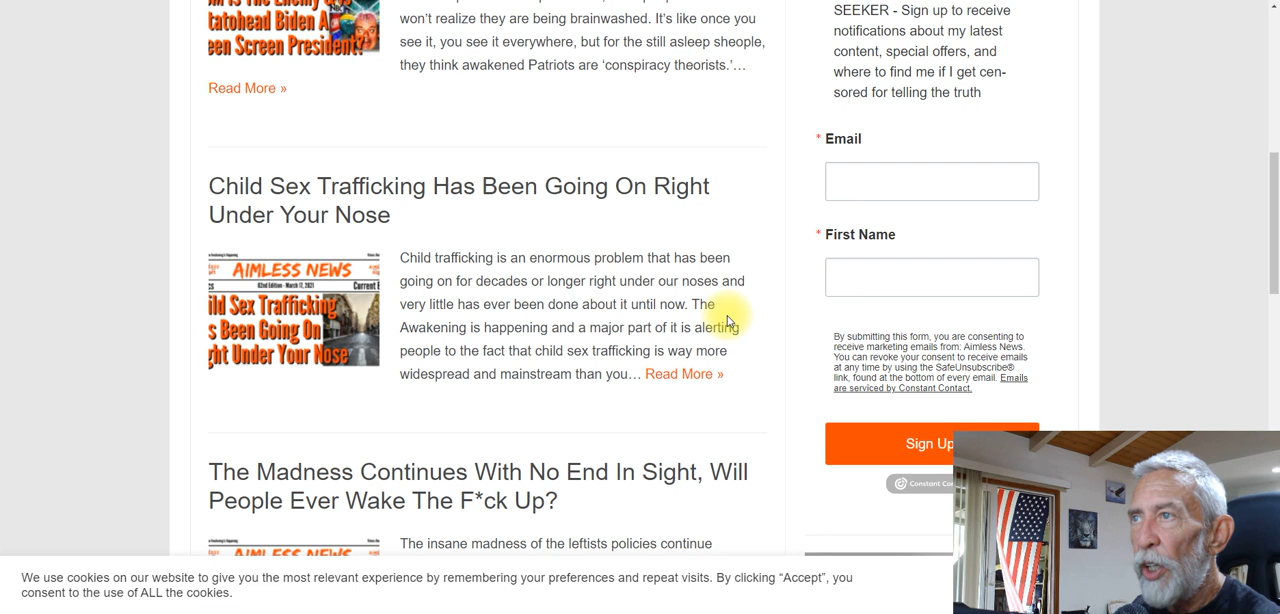 won't realize they are being brainwashed. It's like once you
see it, you see it everywhere, but for the still asleep sheople,
they think awakened Patriots are 'conspiracy theorists.'…
tatohead Biden A
een Screen President?
Read More »
Child Sex Trafficking Has Been Going On Right
Under Your Nose
AIMLESS NEWS
82nd Edition - March 17, 2021
Current E
ild Sex Trafficking
s Been Going On
ght Under Your Nose
Child trafficking is an enormous problem that has been
going on for decades or longer right under our noses and
very little has ever been done about it until now. The
Awakening is happening and a major part of it is alerting
people to the fact that child sex trafficking is way more
widespread and mainstream than you… Read More »
The Madness Continues With No End In Sight, Will
People Ever Wake The F*ck Up?
AIMLESS NEWS
The insane madness of the leftists policies continue
SEEKER - Sign up to receive
notifications about my latest
content, special offers, and
where to find me if I get cen-
sored for telling the truth
* Email
* First Name
By submitting this form, you are consenting to
receive marketing emails from: Aimless News.
You can revoke your consent to receive emails
at any time by using the SafeUnsubscribe®
link, found at the bottom of every email. Emails
are serviced by Constant Contact.
Sign Up
Constant Co
We use cookies on our website to give you the most relevant experience by remembering your preferences and repeat visits. By clicking "Accept", you
consent to the use of ALL the cookies.